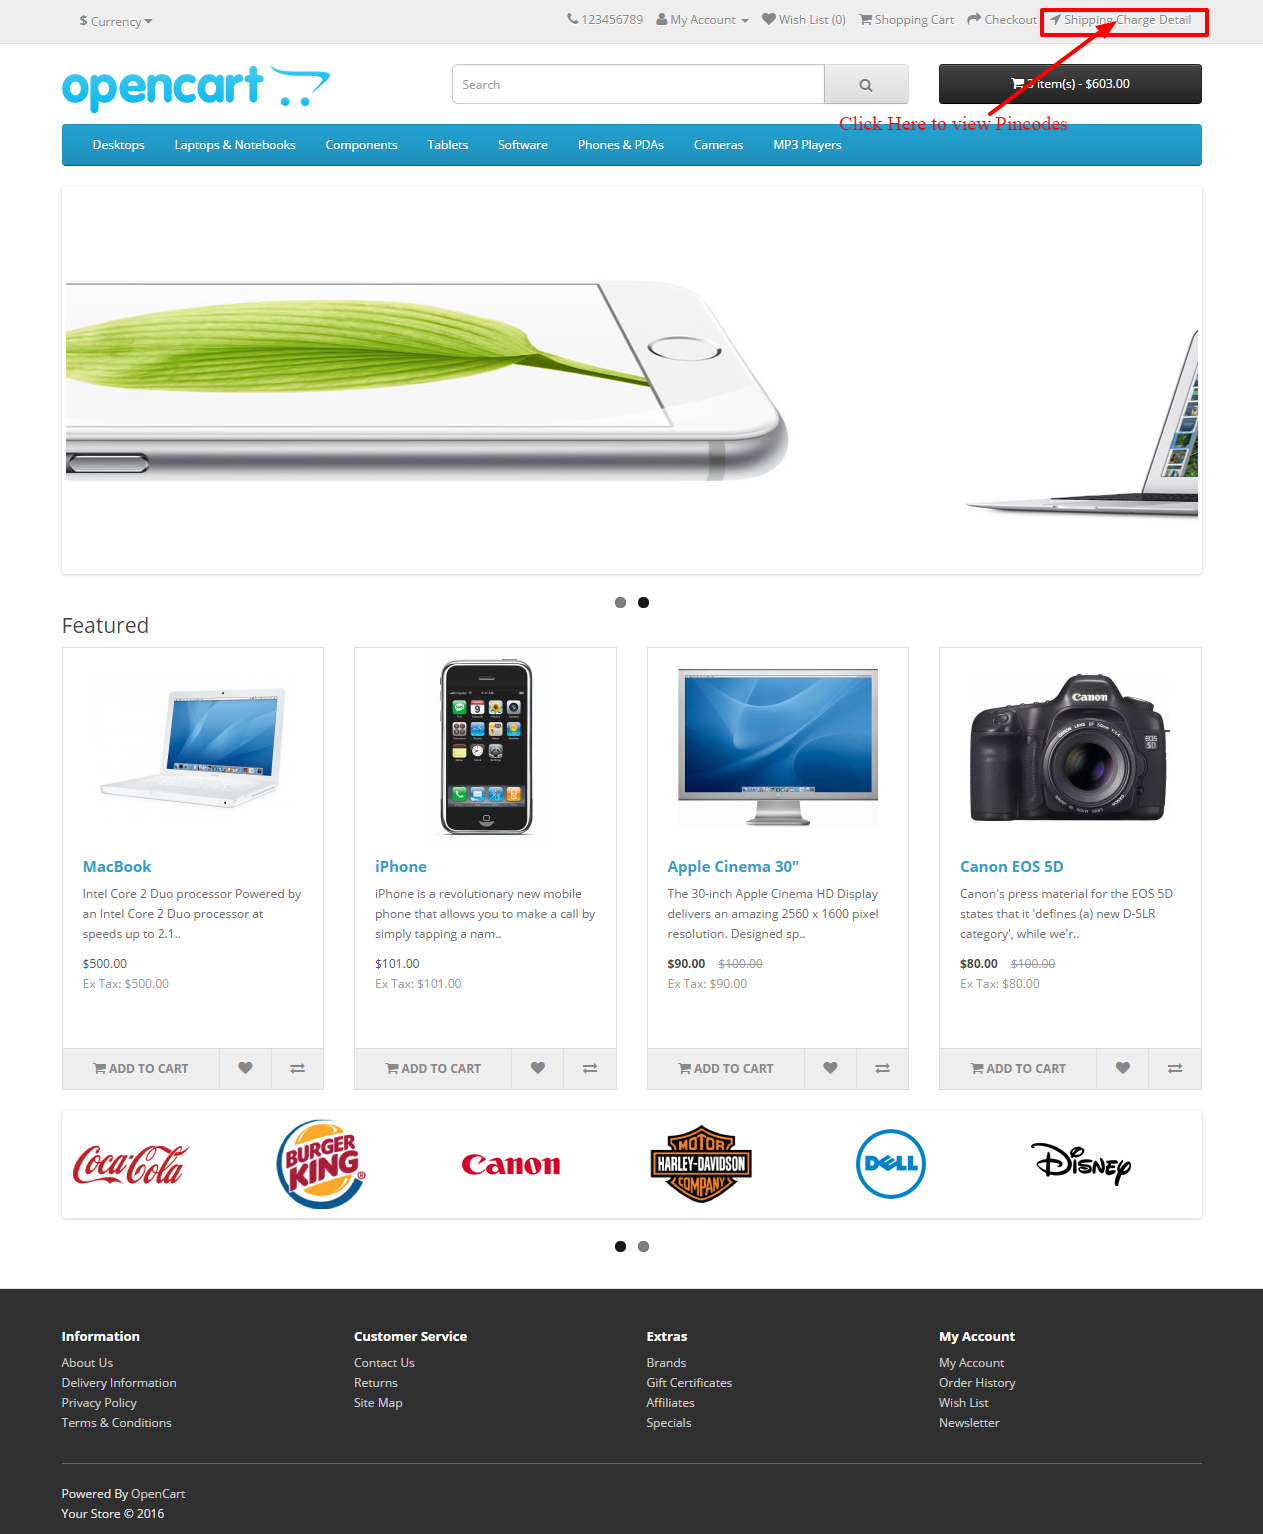 $ Currency
123456789 My Account Wish List (0) Shopping Cart Checkout Shipping Charge Detail
opencart
Search
item(s) - $603.00
Click Here to view Pincodes
Desktops Laptops & Notebooks Components Tablets Software Phones & PDAs Cameras MP3 Players
Featured
Canon
EOS 5D
MacBook
Intel Core 2 Duo processor Powered by
an Intel Core 2 Duo processor at
speeds up to 2.1..
$500.00
Ex Tax: $500.00
ADD TO CART
iPhone
iPhone is a revolutionary new mobile
phone that allows you to make a call by
simply tapping a nam..
$101.00
Ex Tax: $101.00
ADD TO CART
Apple Cinema 30"
The 30-inch Apple Cinema HD Display
delivers an amazing 2560 x 1600 pixel
resolution. Designed sp..
$90.00 $100.00
Ex Tax: $90.00
ADD TO CART
Canon EOS 5D
Canon's press material for the EOS 5D
states that it 'defines (a) new D-SLR
category', while we'r..
$80.00 $100.00
Ex Tax: $80.00
ADD TO CART
Coca-Cola
BURGER
KING®
Canon
MOTOR
HARLEY-DAVIDSON
COMPANY
DELL
Disney
Information
About Us
Delivery Information
Privacy Policy
Terms & Conditions
Customer Service
Contact Us
Returns
Site Map
Extras
Brands
Gift Certificates
Affiliates
Specials
My Account
My Account
Order History
Wish List
Newsletter
Powered By OpenCart
Your Store © 2016